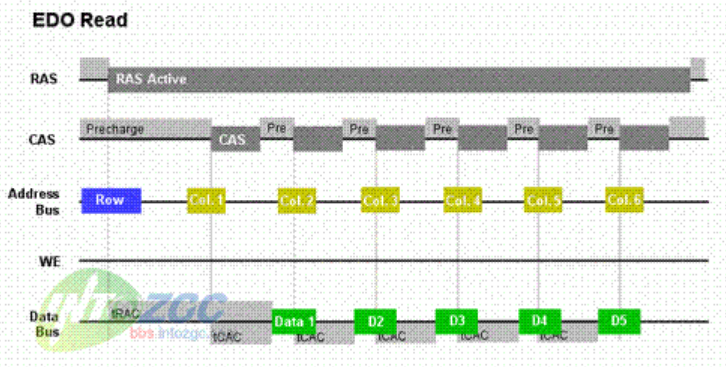 EDO Read
RAS
RAS Active
CAS
Precharge
CAS
Pre
Pre
Pre
Pre
Pre
Address
Bus
Row
Col. 1
Col. 2
Col. 3
Col. 4
Col. 5
Col. 6
WE
Data
Bus
tRAC
Data 1
D2
D3
D4
D5
tCAC
tCAC
tCAC
tCAC
tCAC